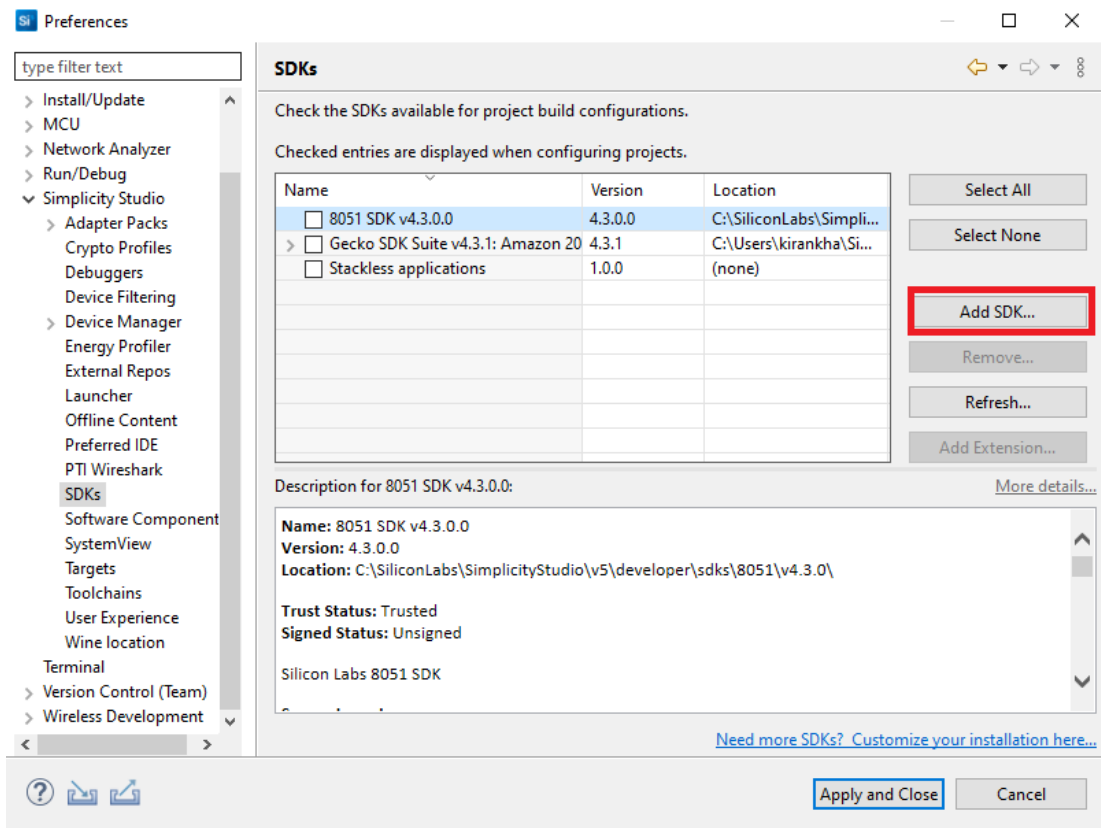 Si Preferences
type filter text
Install/Update
MCU
Network Analyzer
Run/Debug
Simplicity Studio
Adapter Packs
Crypto Profiles
Debuggers
Device Filtering
Device Manager
Energy Profiler
External Repos
Launcher
Offline Content
Preferred IDE
PTI Wireshark
SDKs
Software Component
SystemView
Targets
Toolchains
User Experience
Wine location
Terminal
Version Control (Team)
Wireless Development
SDKs
Check the SDKs available for project build configurations.
Checked entries are displayed when configuring projects.
Name Version Location
8051 SDK v4.3.0.0 4.3.0.0 C:\SiliconLabs\Simpli...
Gecko SDK Suite v4.3.1: Amazon 20 4.3.1 C:\Users\kirankha\Si...
Stackless applications 1.0.0 (none)
Select All
Select None
Add SDK...
Remove...
Refresh...
Add Extension...
Description for 8051 SDK v4.3.0.0: More details...
Name: 8051 SDK v4.3.0.0
Version: 4.3.0.0
Location: C:\SiliconLabs\SimplicityStudio\v5\developer\sdks\8051\v4.3.0\
Trust Status: Trusted
Signed Status: Unsigned
Silicon Labs 8051 SDK
Need more SDKs? Customize your installation here...
? Apply and Close Cancel